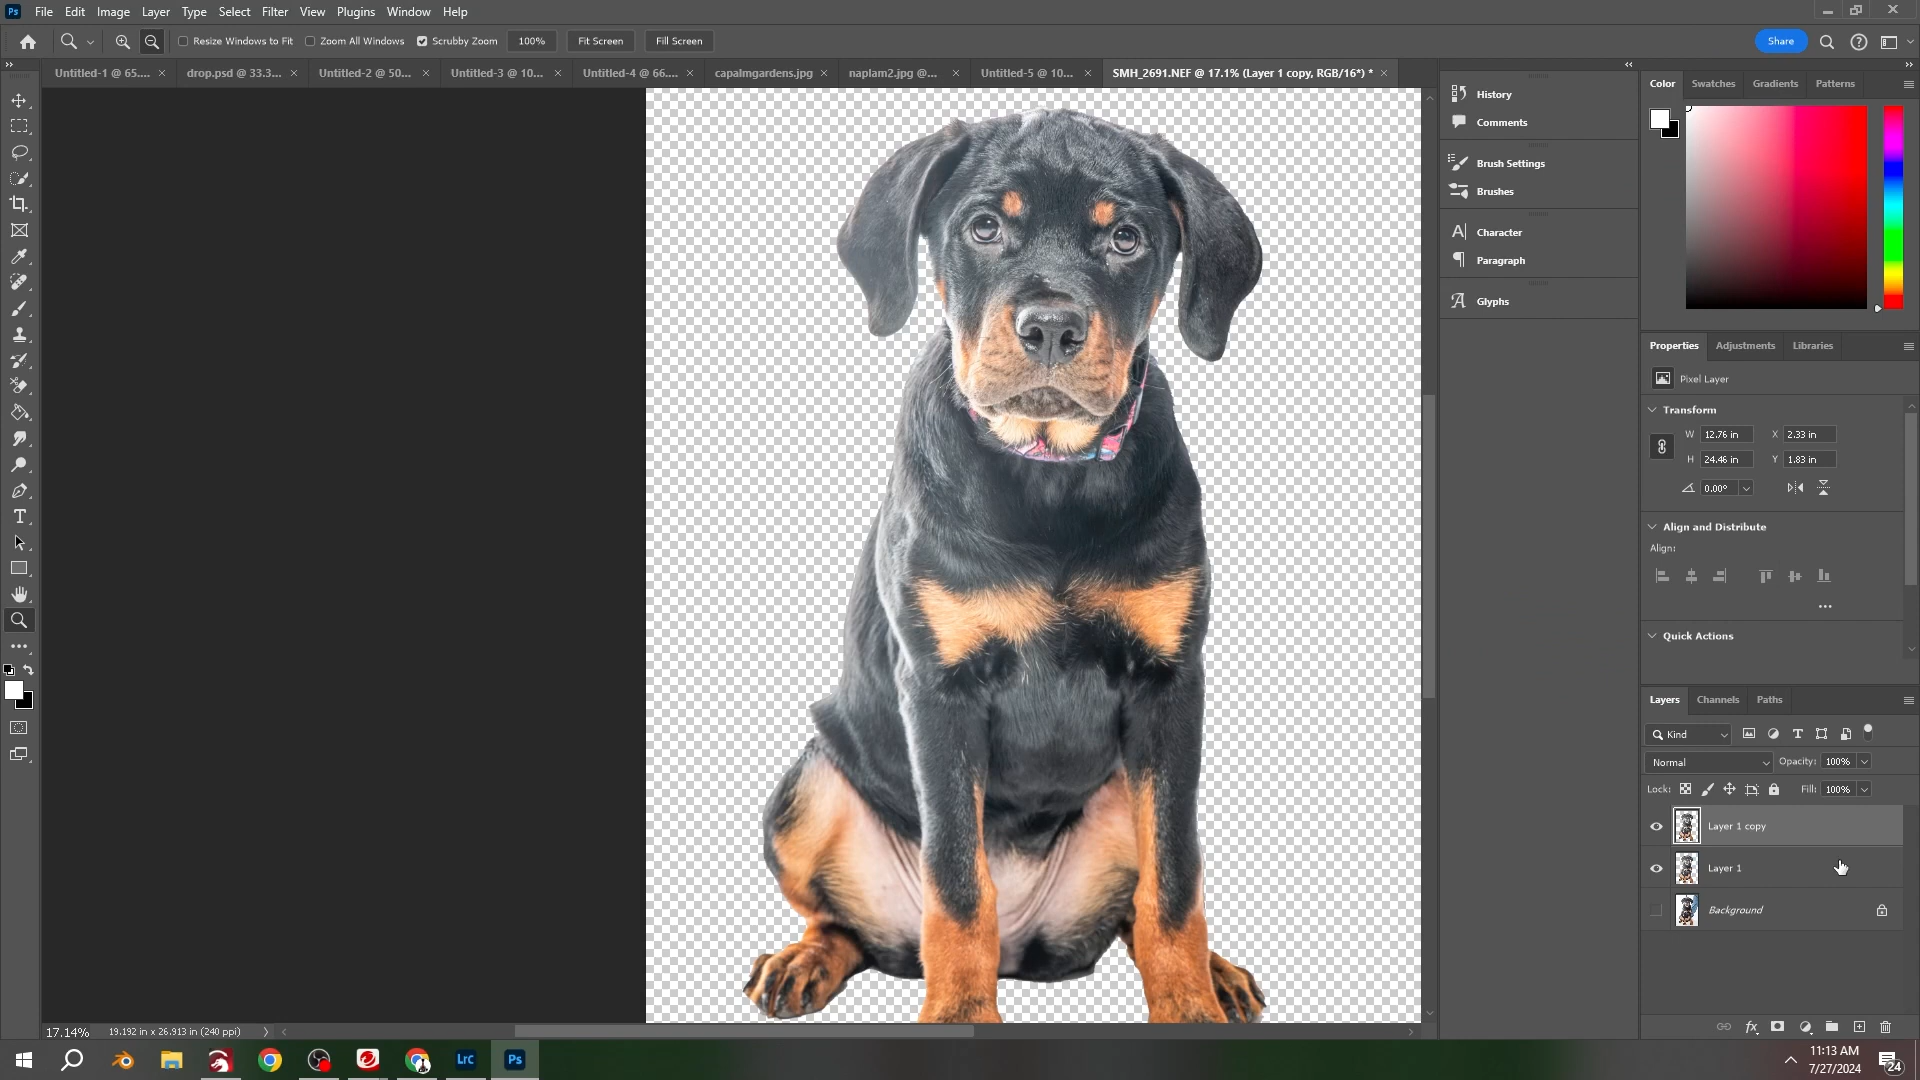 Ps File Edit Image Layer Type Select Filter View Plugins Window Help
Resize Windows to Fit Zoom All Windows Scrubby Zoom 100% Fit Screen Fill Screen Share
Untitled-1 @ 65.... drop.psd @ 33.3... Untitled-2 @ 50... Untitled-3 @ 10... Untitled-4 @ 66.... capalmgardens.jpg naplam2.jpg @... Untitled-5 @ 10... SMH_2691.NEF @ 17.1% (Layer 1 copy, RGB/16*) *
History
Comments
Brush Settings
Brushes
Character
Paragraph
Glyphs
Color Swatches Gradients Patterns
Properties Adjustments Libraries
Pixel Layer
Transform
W 12.76 in X 2.33 in
H 24.46 in Y 1.83 in
0.00°
Align and Distribute
Align:
Quick Actions
Layers Channels Paths
Kind
Normal Opacity: 100%
Lock: Fill: 100%
Layer 1 copy
Layer 1
Background
17.14% 19.192 in x 26.913 in (240 ppi)
LrC Ps
11:13 AM
7/27/2024
24